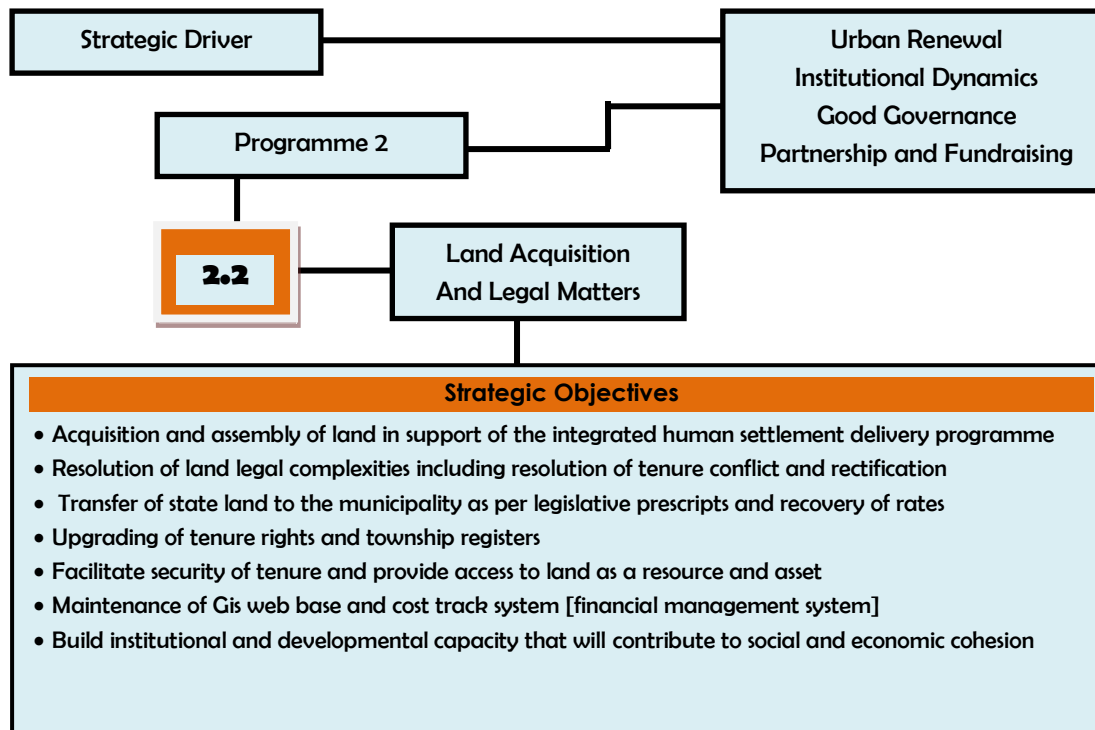 Strategic Driver
Urban Renewal
Institutional Dynamics
Good Governance
Partnership and Fundraising
Programme 2
2.2
Land Acquisition
And Legal Matters
Strategic Objectives
• Acquisition and assembly of land in support of the integrated human settlement delivery programme
• Resolution of land legal complexities including resolution of tenure conflict and rectification
• Transfer of state land to the municipality as per legislative prescripts and recovery of rates
• Upgrading of tenure rights and township registers
• Facilitate security of tenure and provide access to land as a resource and asset
• Maintenance of Gis web base and cost track system [financial management system]
• Build institutional and developmental capacity that will contribute to social and economic cohesion